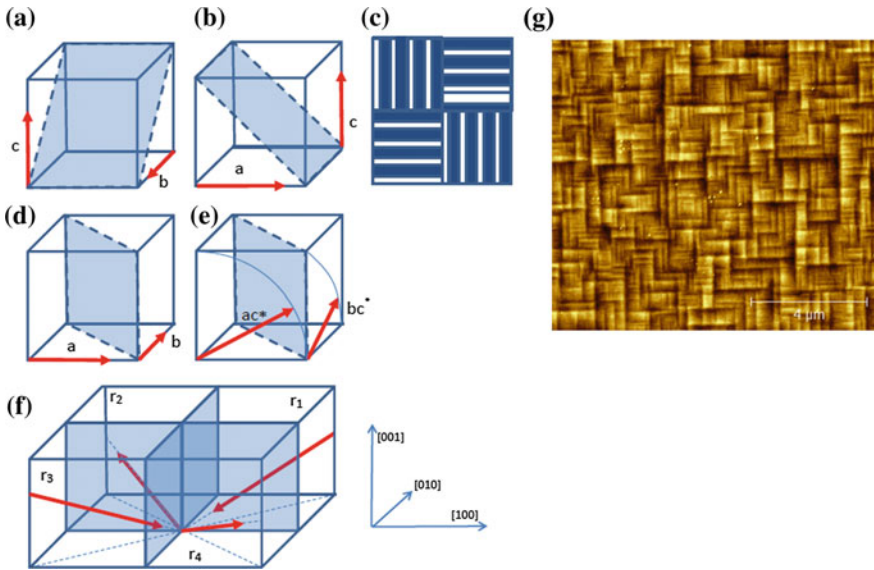 (a)
(b)
(c)
(g)
c
b
a
c
(d)
(e)
a
b
ac*
bc*
4 μm
(f)
r2
r1
r3
r4
[001]
[010]
[100]